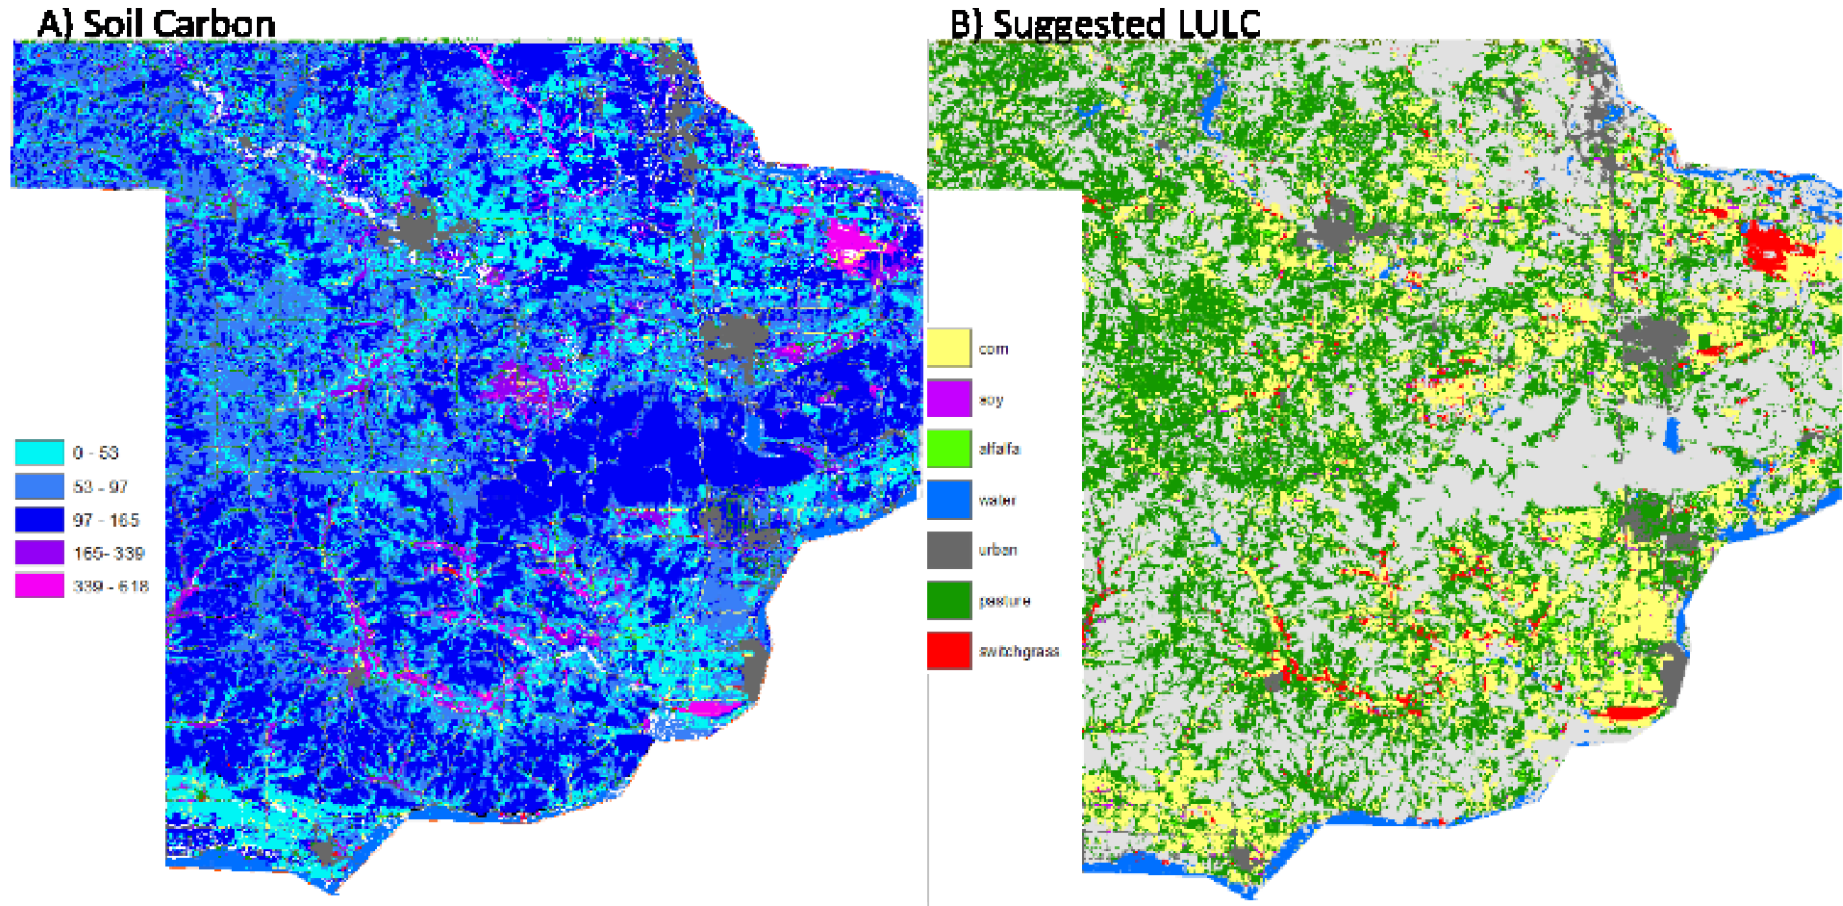 A) Soil Carbon
B) Suggested LULC
0 - 53
53 - 97
97 - 165
165- 339
339 - 618
corn
soy
alfalfa
water
urban
pasture
switchgrass